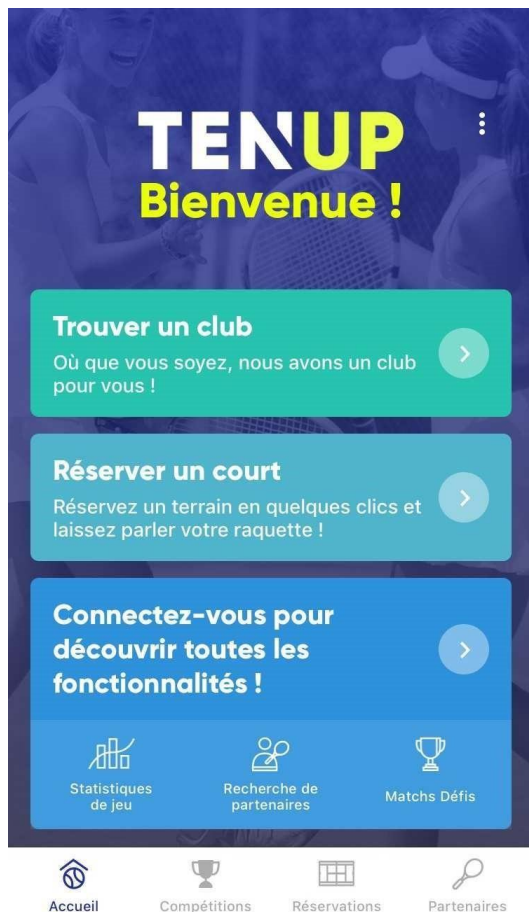 TENUP
Bienvenue !
Trouver un club
Où que vous soyez, nous avons un club
pour vous !
Réserver un court
Réservez un terrain en quelques clics et
laissez parler votre raquette !
Connectez-vous pour
découvrir toutes les
fonctionnalités !
Statistiques
de jeu
Recherche de
partenaires
Matchs Défis
Accueil
Compétitions
Réservations
Partenaires